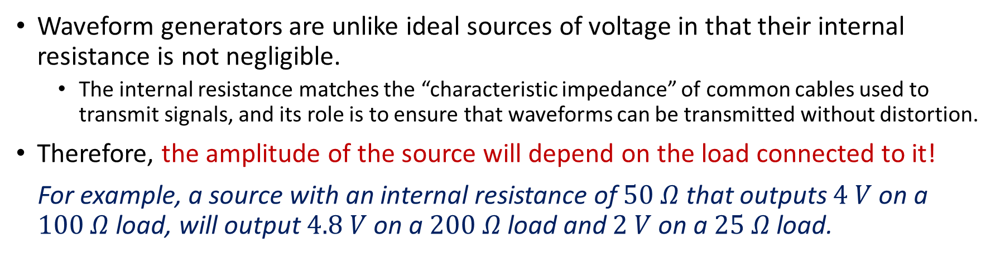 • Waveform generators are unlike ideal sources of voltage in that their internal
resistance is not negligible.
• The internal resistance matches the “characteristic impedance” of common cables used to
transmit signals, and its role is to ensure that waveforms can be transmitted without distortion.
• Therefore, the amplitude of the source will depend on the load connected to it!
For example, a source with an internal resistance of 50 Ω that outputs 4 V on a
100 Ω load, will output 4.8 V on a 200 Ω load and 2 V on a 25 Ω load.